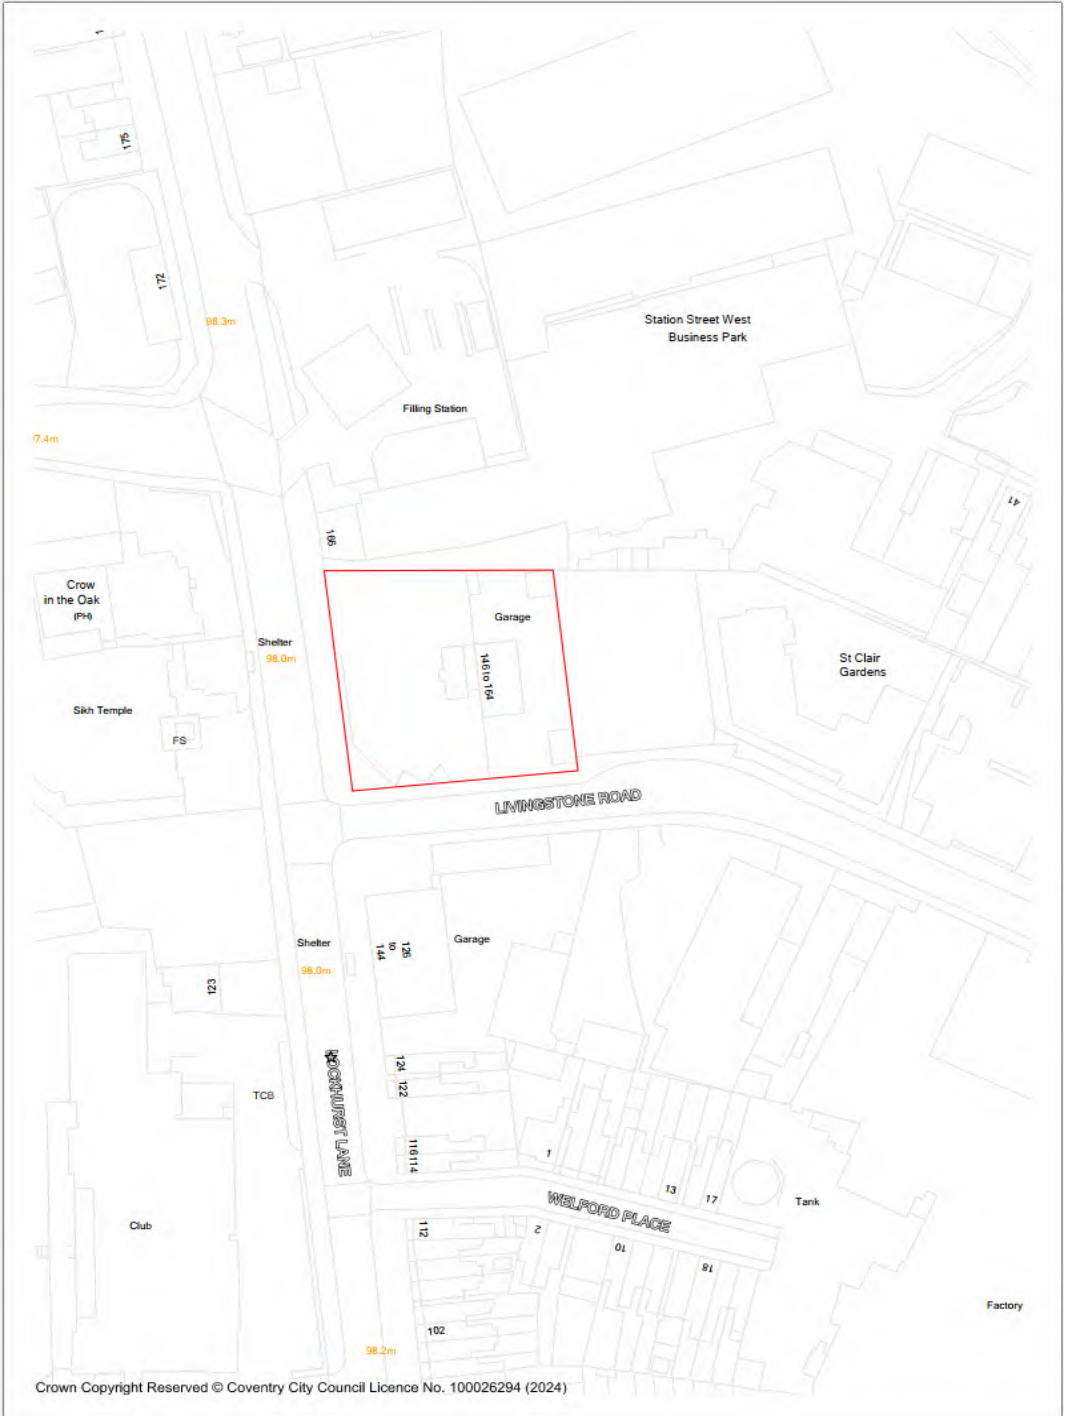 175
172
98.3m
Station Street West
Business Park
Filling Station
7.4m
41
166
Crow
in the Oak
(PH)
Garage
Shelter
98.0m
146 to 164
St Clair
Gardens
Sikh Temple
FS
LIVINGSTONE ROAD
Shelter
98.0m
126
to
144
Garage
123
124
122
TCB
LOCKHURST LANE
116114
1
13
17
Tank
WELFORD PLACE
Club
112
2
10
18
Factory
102
98.2m
Crown Copyright Reserved © Coventry City Council Licence No. 100026294 (2024)